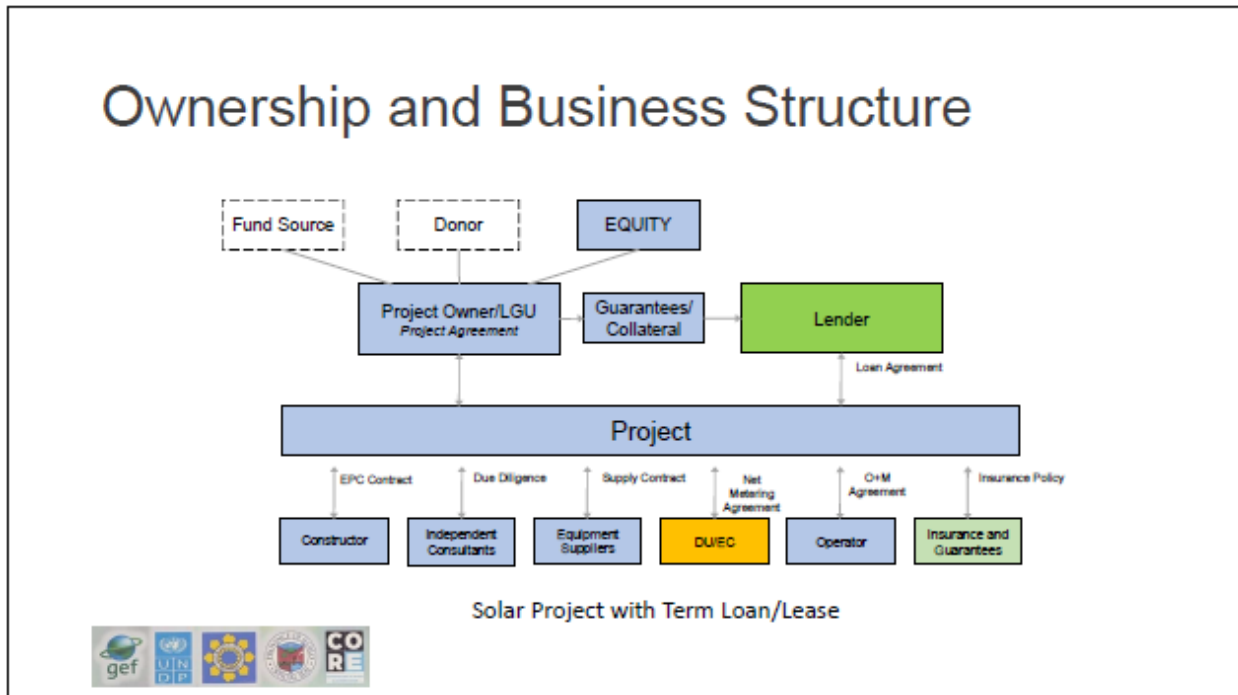 Ownership and Business Structure
Fund Source
Donor
EQUITY
Project Owner/LGU
Project Agreement
Guarantees/
Collateral
Lender
Loan Agreement
Project
EPC Contract
Due Diligence
Supply Contract
Net
Metering
Agreement
O+M
Agreement
Insurance Policy
Constructor
Independent
Consultants
Equipment
Suppliers
DU/EC
Operator
Insurance and
Guarantees
Solar Project with Term Loan/Lease
gef
U N
D P
CO
RE